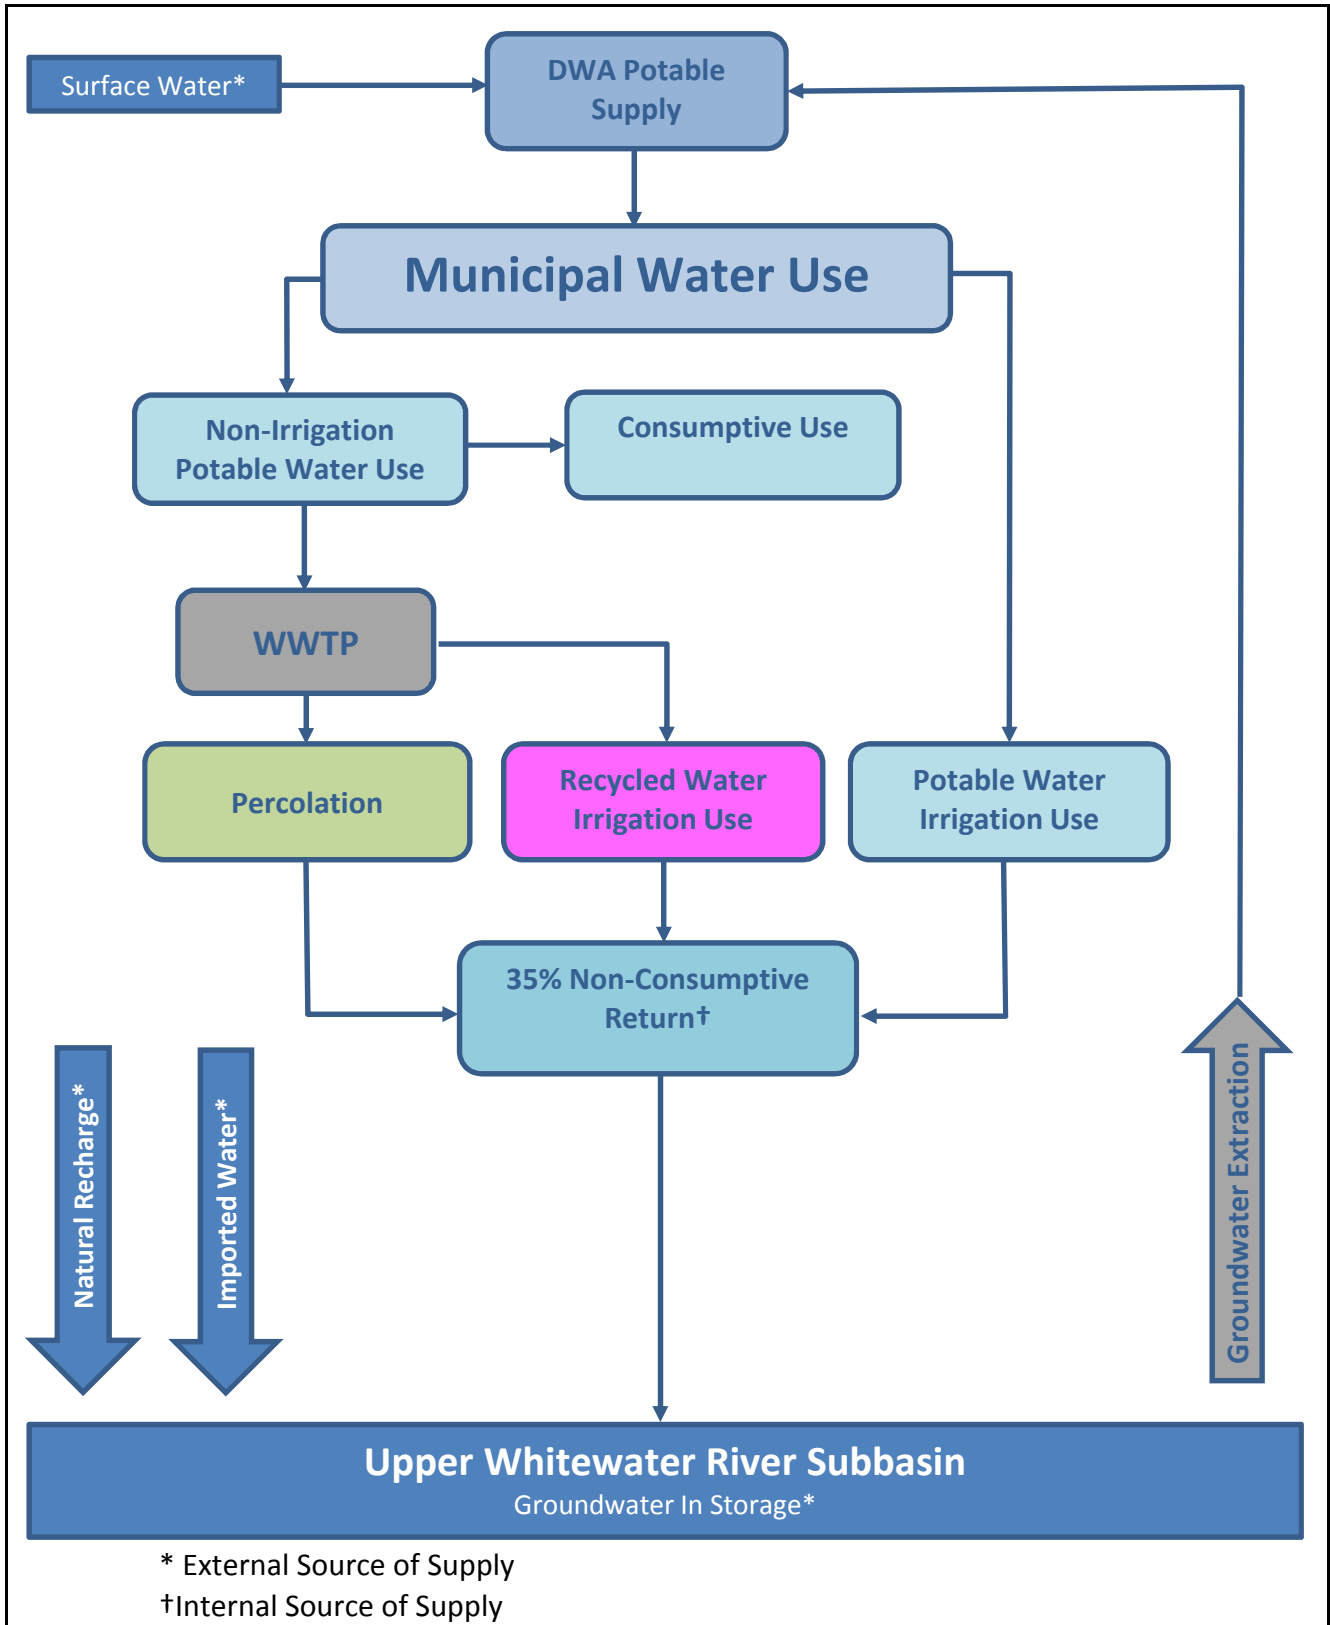 Surface Water*
DWA Potable
Supply
Municipal Water Use
Non-Irrigation
Potable Water Use
Consumptive Use
WWTP
Percolation
Recycled Water
Irrigation Use
Potable Water
Irrigation Use
35% Non-Consumptive
Return†
Natural Recharge*
Imported Water*
Groundwater Extraction
Upper Whitewater River Subbasin
Groundwater In Storage*
* External Source of Supply
†Internal Source of Supply